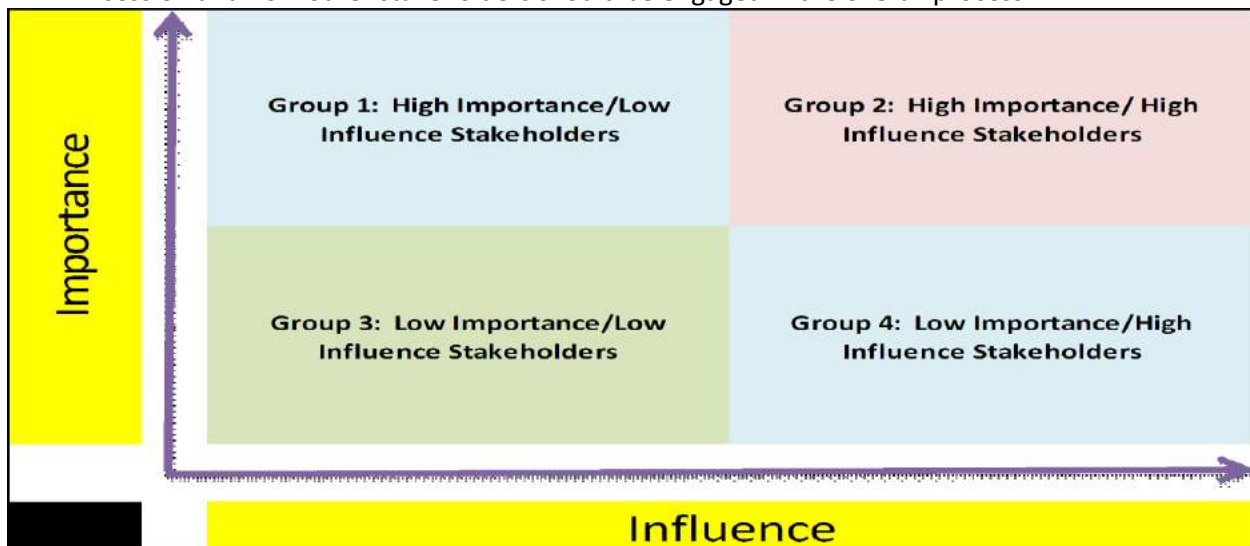 Importance
Group 1:  High Importance/Low
Influence Stakeholders
Group 2:  High Importance/ High
Influence Stakeholders
Group 3:  Low Importance/Low
Influence Stakeholders
Group 4:  Low Importance/High
Influence Stakeholders
Influence